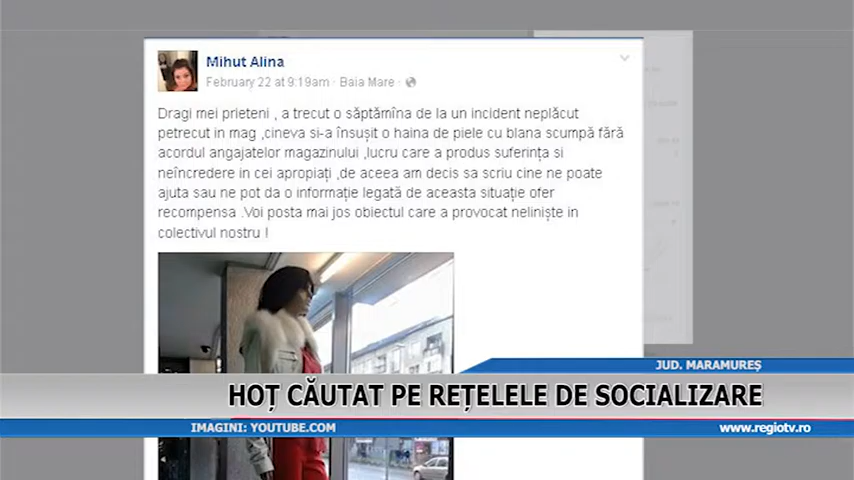 Mihut Alina
February 22 at 9:19am · Baia Mare ·
Dragi mei prieteni , a trecut o săptămîna de la un incident neplăcut
petrecut in mag ,cineva si-a însușit o haina de piele cu blana scumpă fără
acordul angajatelor magazinului ,lucru care a produs suferința si
neîncredere in cei apropiați ,de aceea am decis sa scriu cine ne poate
ajuta sau ne pot da o informație legată de aceasta situație ofer
recompensa .Voi posta mai jos obiectul care a provocat neliniște in
colectivul nostru !
JUD. MARAMUREȘ
HOȚ CĂUTAT PE REȚELELE DE SOCIALIZARE
IMAGINI: YOUTUBE.COM
www.regiotv.ro